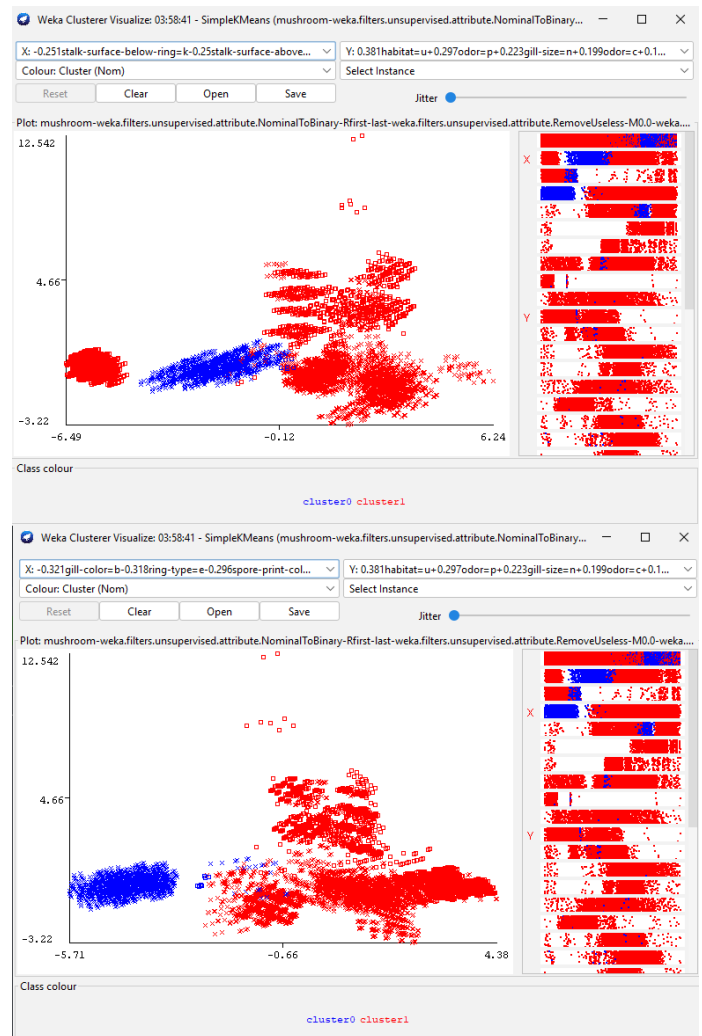 Weka Clusterer Visualize: 03:58:41 - SimpleKMeans (mushroom-weka.filters.unsupervised.attribute.NominalToBinary...
X: -0.251stalk-surface-below-ring=k-0.25stalk-surface-above...
Y: 0.381habitat=u+0.297odor=p+0.223gill-size=n+0.199odor=c+0.1...
Colour: Cluster (Nom)
Select Instance
Reset
Clear
Open
Save
Jitter
Plot: mushroom-weka.filters.unsupervised.attribute.NominalToBinary-Rfirst-last-weka.filters.unsupervised.attribute.RemoveUseless-M0.0-weka....
12.542
X
4.66
Y
-3.22
-6.49
-0.12
6.24
Class colour
cluster0 cluster1
Weka Clusterer Visualize: 03:58:41 - SimpleKMeans (mushroom-weka.filters.unsupervised.attribute.NominalToBinary...
X: -0.321gill-color=b-0.318ring-type=e-0.296spore-print-col...
Y: 0.381habitat=u+0.297odor=p+0.223gill-size=n+0.199odor=c+0.1...
Colour: Cluster (Nom)
Select Instance
Reset
Clear
Open
Save
Jitter
Plot: mushroom-weka.filters.unsupervised.attribute.NominalToBinary-Rfirst-last-weka.filters.unsupervised.attribute.RemoveUseless-M0.0-weka....
12.542
X
4.66
Y
-3.22
-5.71
-0.66
4.38
Class colour
cluster0 cluster1